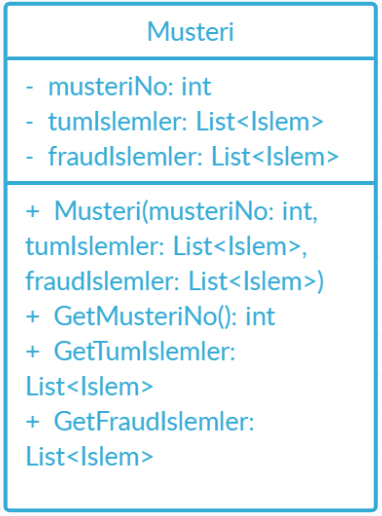 Musteri
- musteriNo: int
- tumIslemler: List<Islem>
- fraudIslemler: List<Islem>
+ Musteri(musteriNo: int,
tumIslemler: List<Islem>,
fraudIslemler: List<Islem>)
+ GetMusteriNo(): int
+ GetTumIslemler:
List<Islem>
+ GetFraudIslemler:
List<Islem>